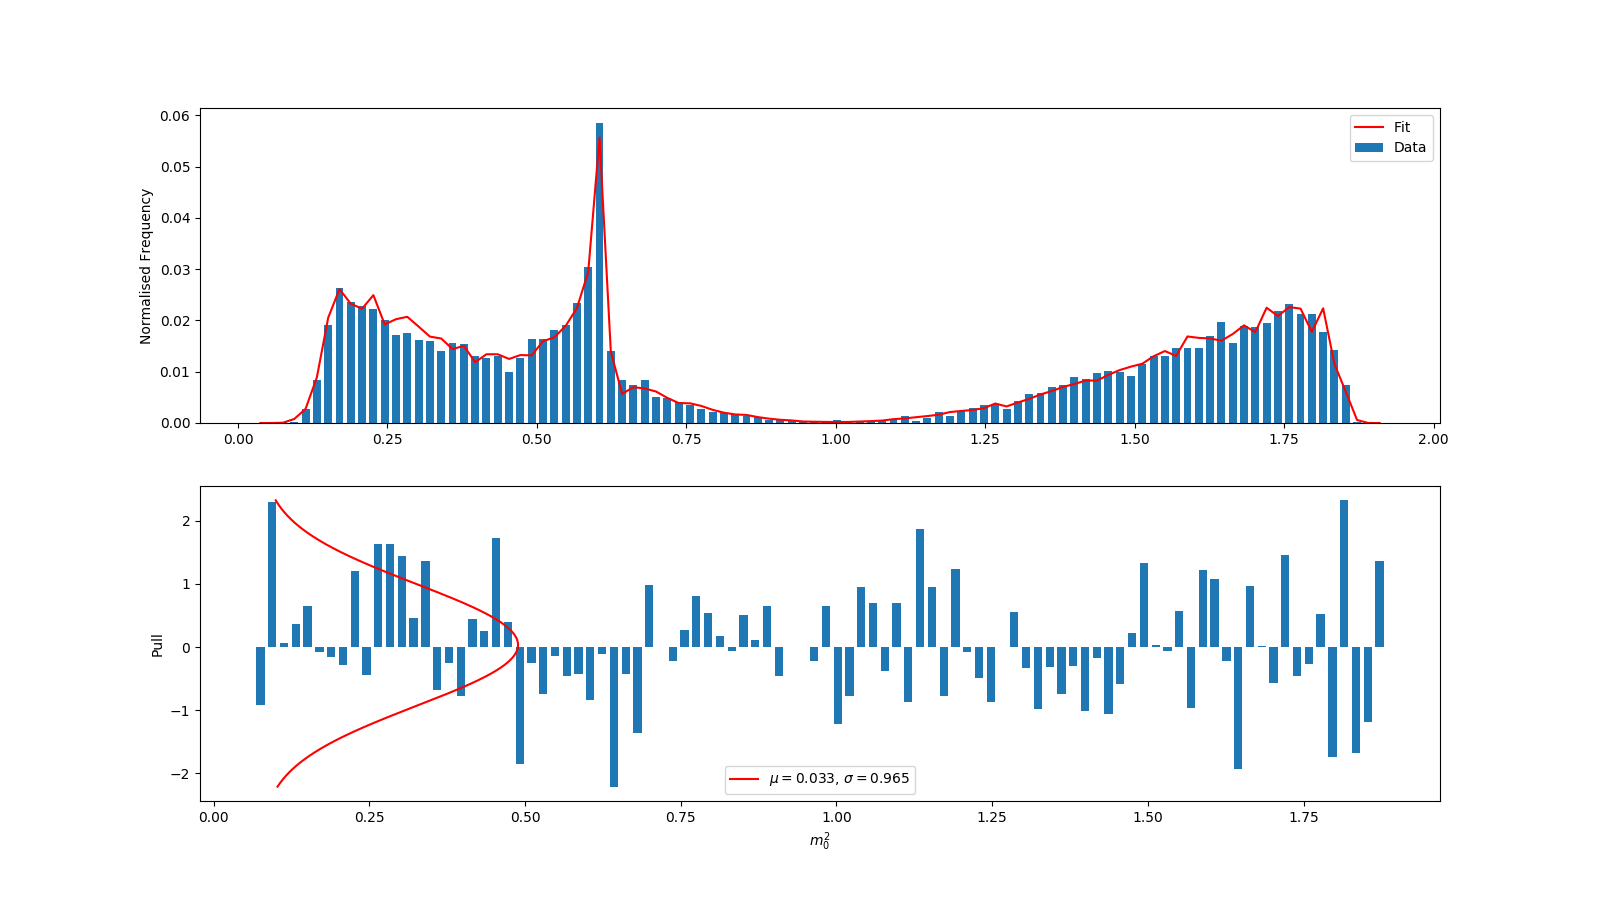 Normalised Frequency
0.06
0.05
0.04
0.03
0.02
0.01
0.00
Fit
Data
0.00 0.25 0.50 0.75 1.00 1.25 1.50 1.75 2.00
Pull
2
1
0
−1
−2
μ = 0.033, σ = 0.965
0.00 0.25 0.50 0.75 1.00 1.25 1.50 1.75
m₀²